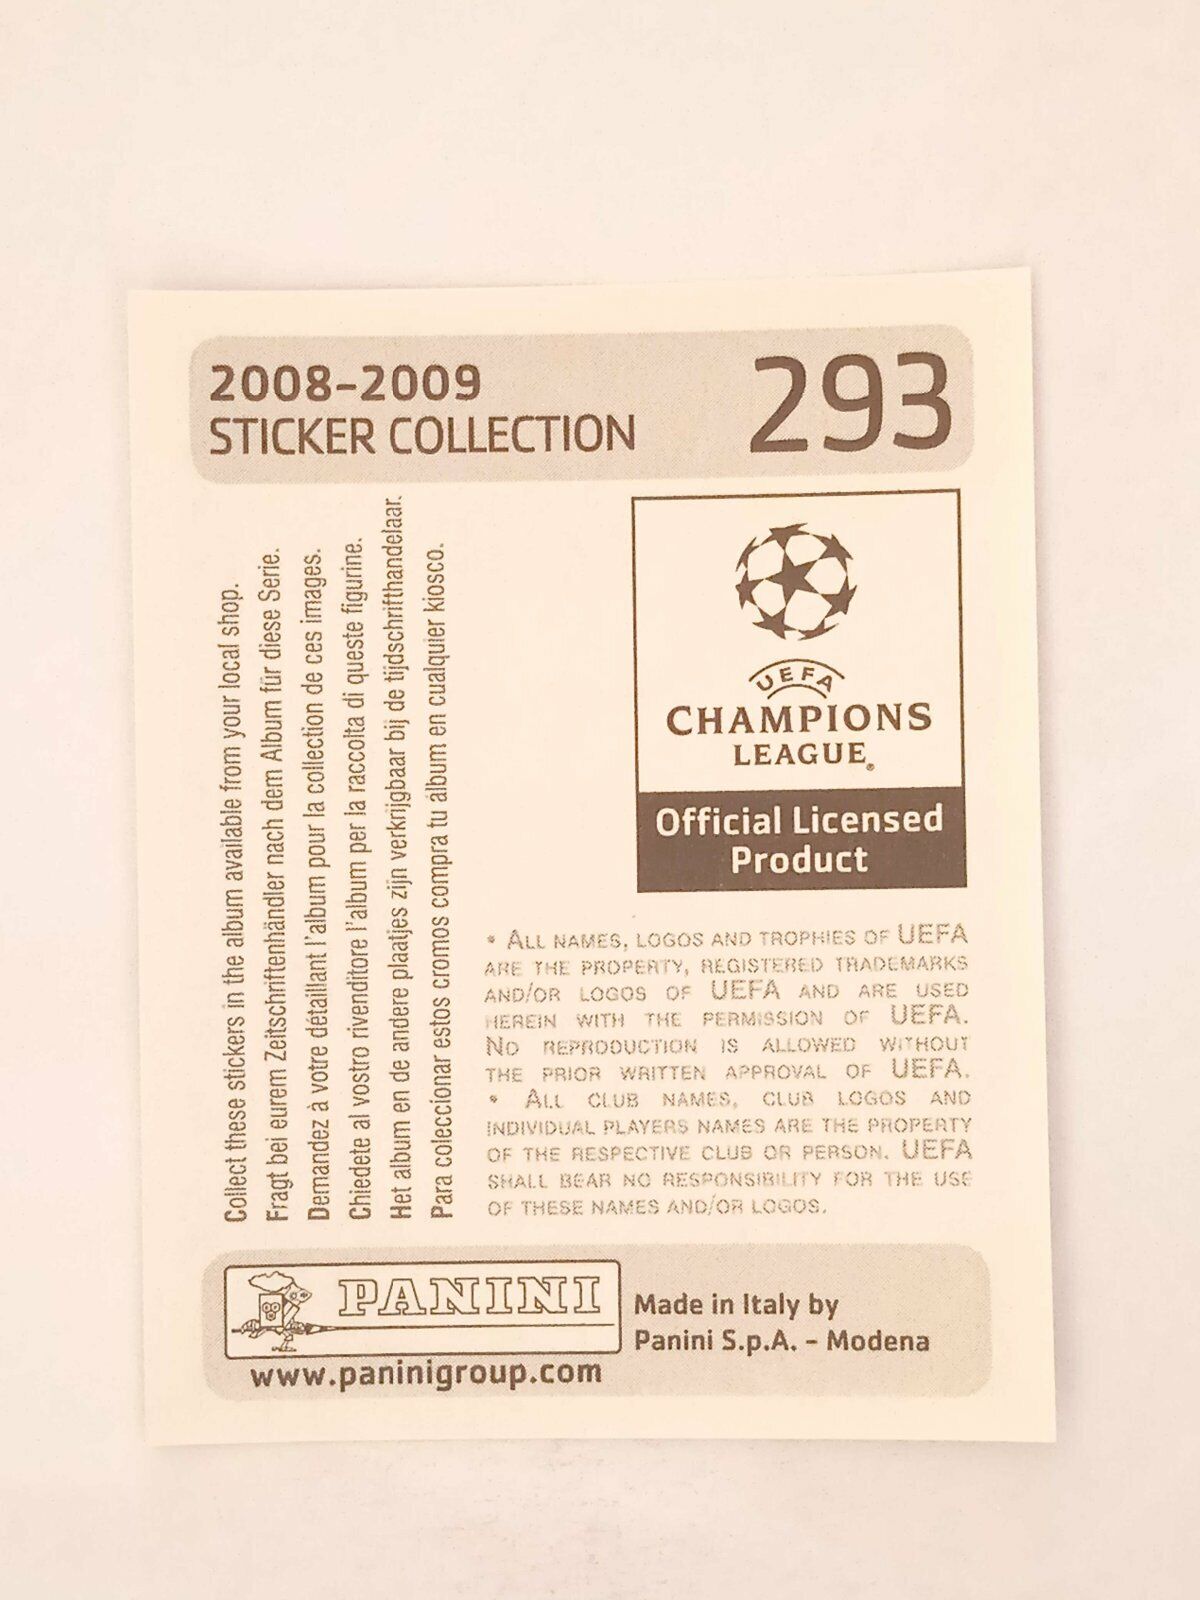 2008-2009
STICKER COLLECTION
293
Collect these stickers in the album available from your local shop.
Fragt bei eurem Zeitschriftenhändler nach dem Album für diese Serie.
Demandez à votre détaillant l'album pour la collection de ces images.
Chiedete al vostro rivenditore l'album per la raccolta di queste figurine.
Het album en de andere plaatjes zijn verkrijgbaar bij de tijdschrifthandelaar.
Para coleccionar estos cromos compra tu álbum en cualquier kiosco.
UEFA
CHAMPIONS
LEAGUE®
Official Licensed
Product
• ALL NAMES, LOGOS AND TROPHIES OF UEFA
ARE THE PROPERTY, REGISTERED TRADEMARKS
AND/OR LOGOS OF UEFA AND ARE USED
HEREIN WITH THE PERMISSION OF UEFA.
NO REPRODUCTION IS ALLOWED WITHOUT
THE PRIOR WRITTEN APPROVAL OF UEFA.
• ALL CLUB NAMES, CLUB LOGOS AND
INDIVIDUAL PLAYERS NAMES ARE THE PROPERTY
OF THE RESPECTIVE CLUB OR PERSON. UEFA
SHALL BEAR NO RESPONSIBILITY FOR THE USE
OF THESE NAMES AND/OR LOGOS.
PANINI
www.paninigroup.com
Made in Italy by
Panini S.p.A. - Modena